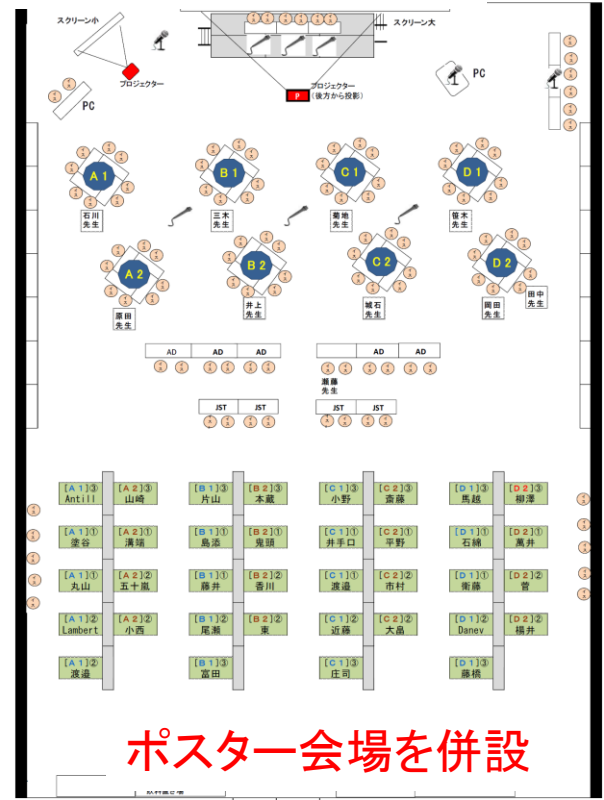 スクリーン小
スクリーン大
プロジェクター
P
プロジェクター
(後方から投影)
PC
PC
A1
B1
C1
D1
石川
先生
三木
先生
菊地
先生
笹木
先生
A2
B2
C2
D2
原田
先生
井上
先生
城石
先生
岡田
先生
田中
先生
AD AD AD
AD AD
瀬藤
先生
JST JST
JST JST
[A1]③ [A2]③ [B1]③ [B2]③ [C1]③ [C2]③ [D1]③ [D2]③
Antill 山崎 片山 本蔵 小野 斎藤 馬越 柳澤
[A1]① [A2]① [B1]① [B2]① [C1]① [C2]① [D1]① [D2]①
塗谷 溝端 島添 鬼頭 井手口 平野 石綿 萬井
[A1]① [A2]② [B1]① [B2]② [C1]① [C2]② [D1]① [D2]②
丸山 五十嵐 藤井 香川 渡邉 市村 衞藤 菅
[A1]② [A2]② [B1]② [B2]② [C1]② [C2]② [D1]② [D2]②
Lambert 小西 尾瀬 東 近藤 大畠 Danev 福井
[A1]② [B1]③ [C1]③ [D1]③
渡邉 富田 庄司 藤橋
ポスター会場を併設